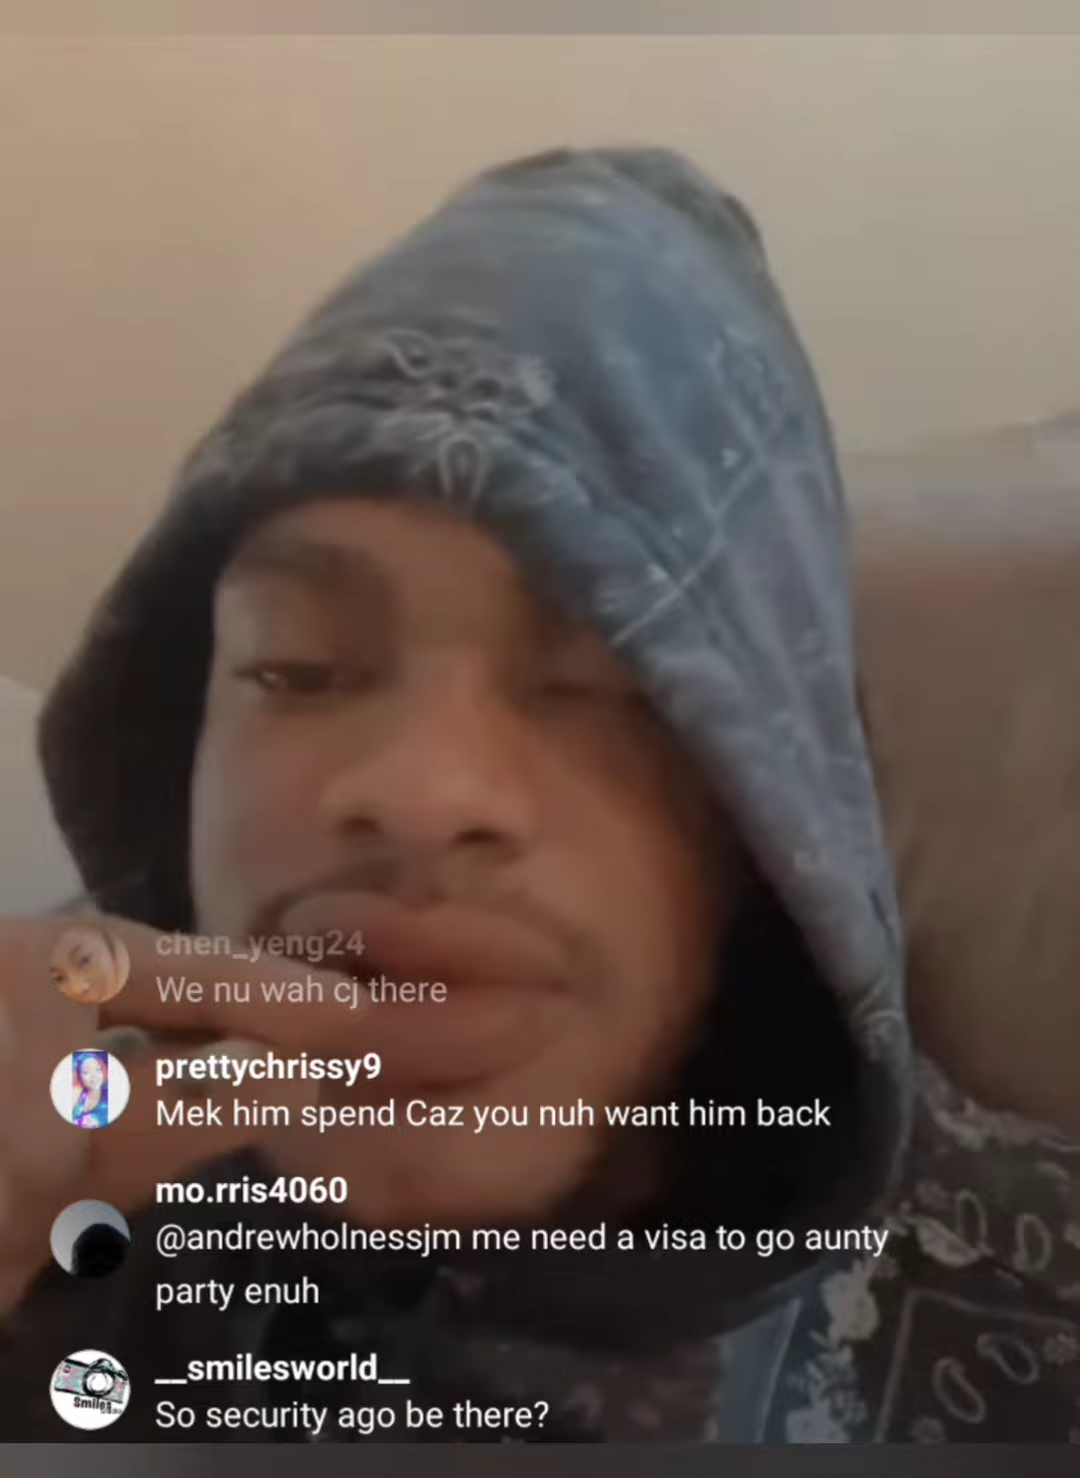 chen_yeng24
We nu wah cj there
prettychrissy9
Mek him spend Caz you nuh want him back
mo.rris4060
@andrewholnessjm me need a visa to go aunty
party enuh
__smilesworld__
Smiles
So security ago be there?